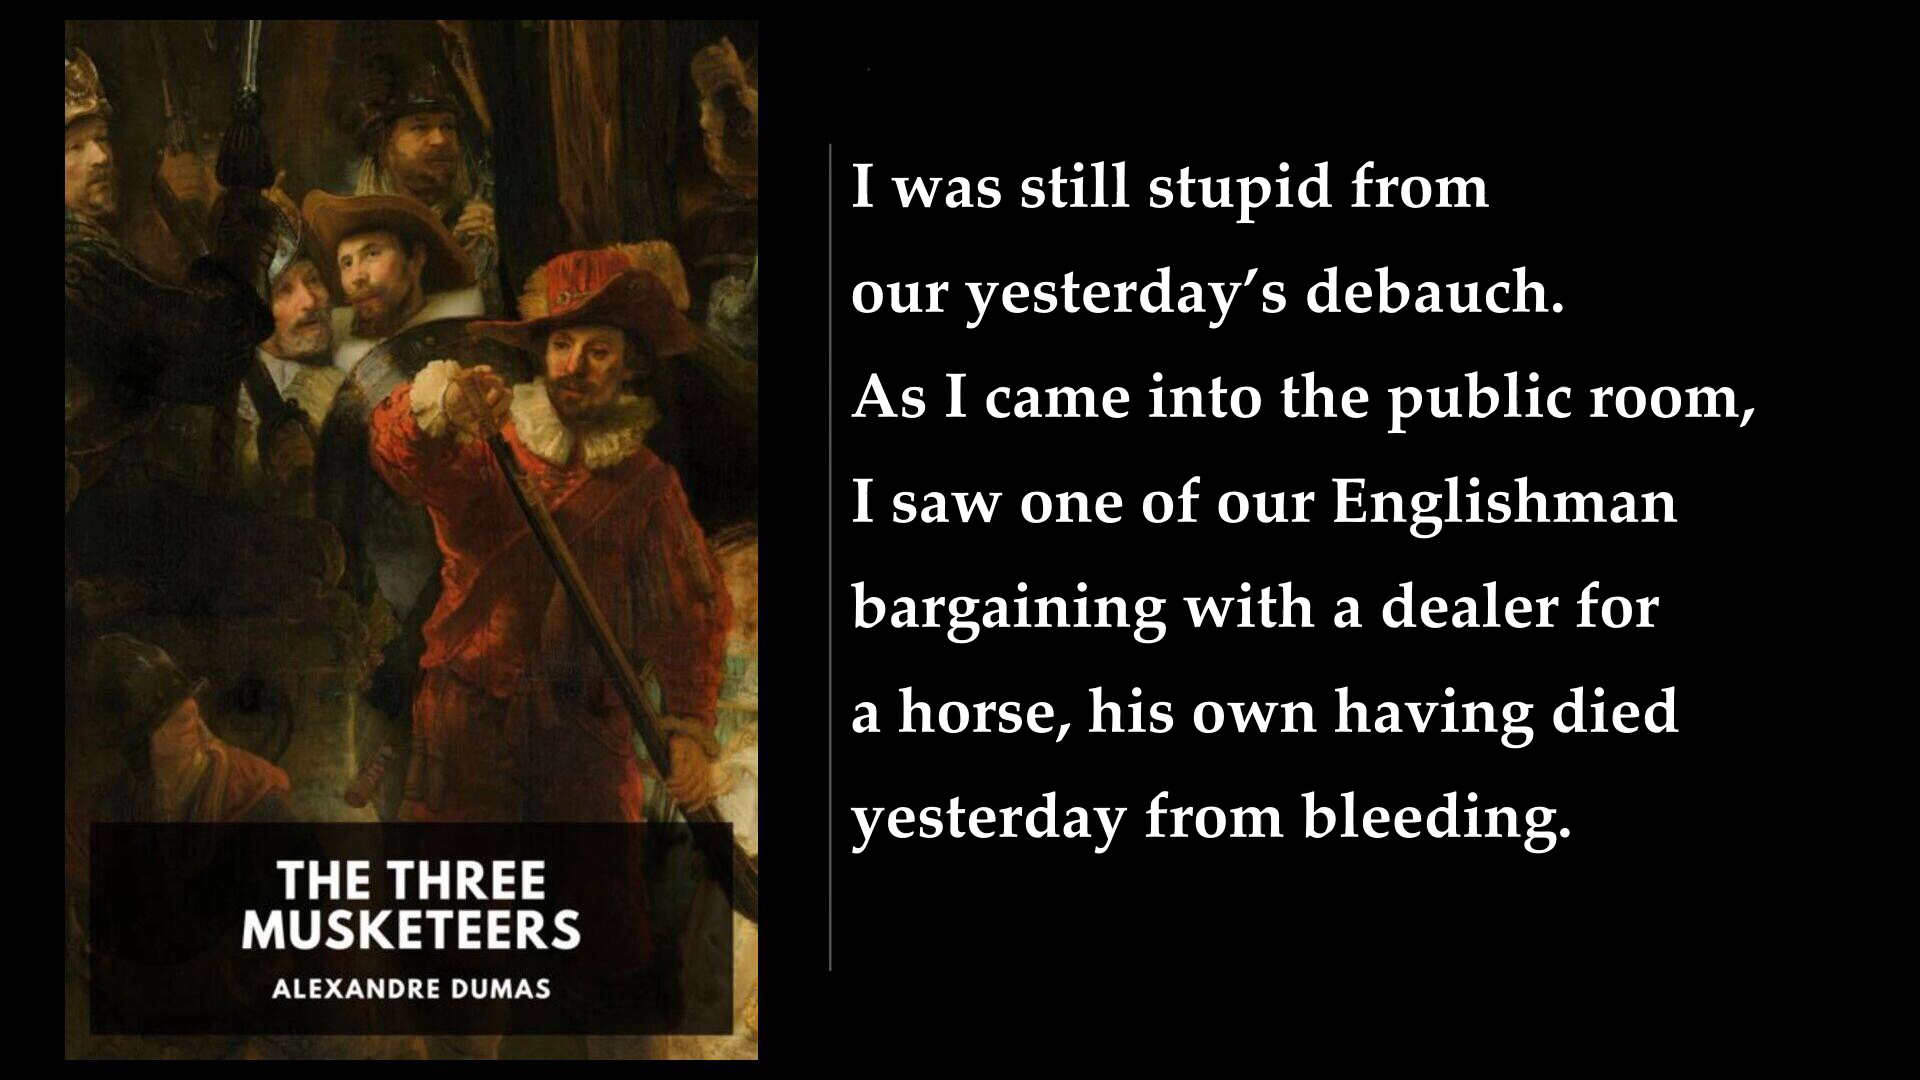 THE THREE
MUSKETEERS
ALEXANDRE DUMAS
I was still stupid from
our yesterday’s debauch.
As I came into the public room,
I saw one of our Englishman
bargaining with a dealer for
a horse, his own having died
yesterday from bleeding.